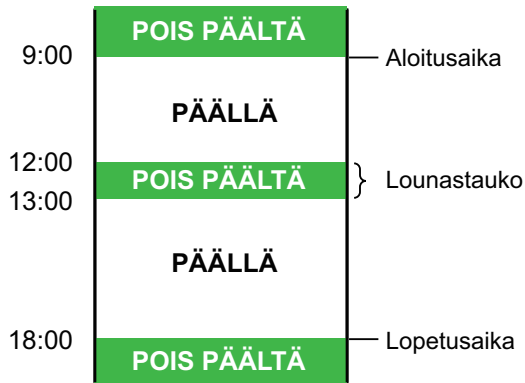 POIS PÄÄLTÄ
9:00 Aloitusaika
PÄÄLLÄ
12:00
POIS PÄÄLTÄ Lounastauko
13:00
PÄÄLLÄ
18:00 Lopetusaika
POIS PÄÄLTÄ